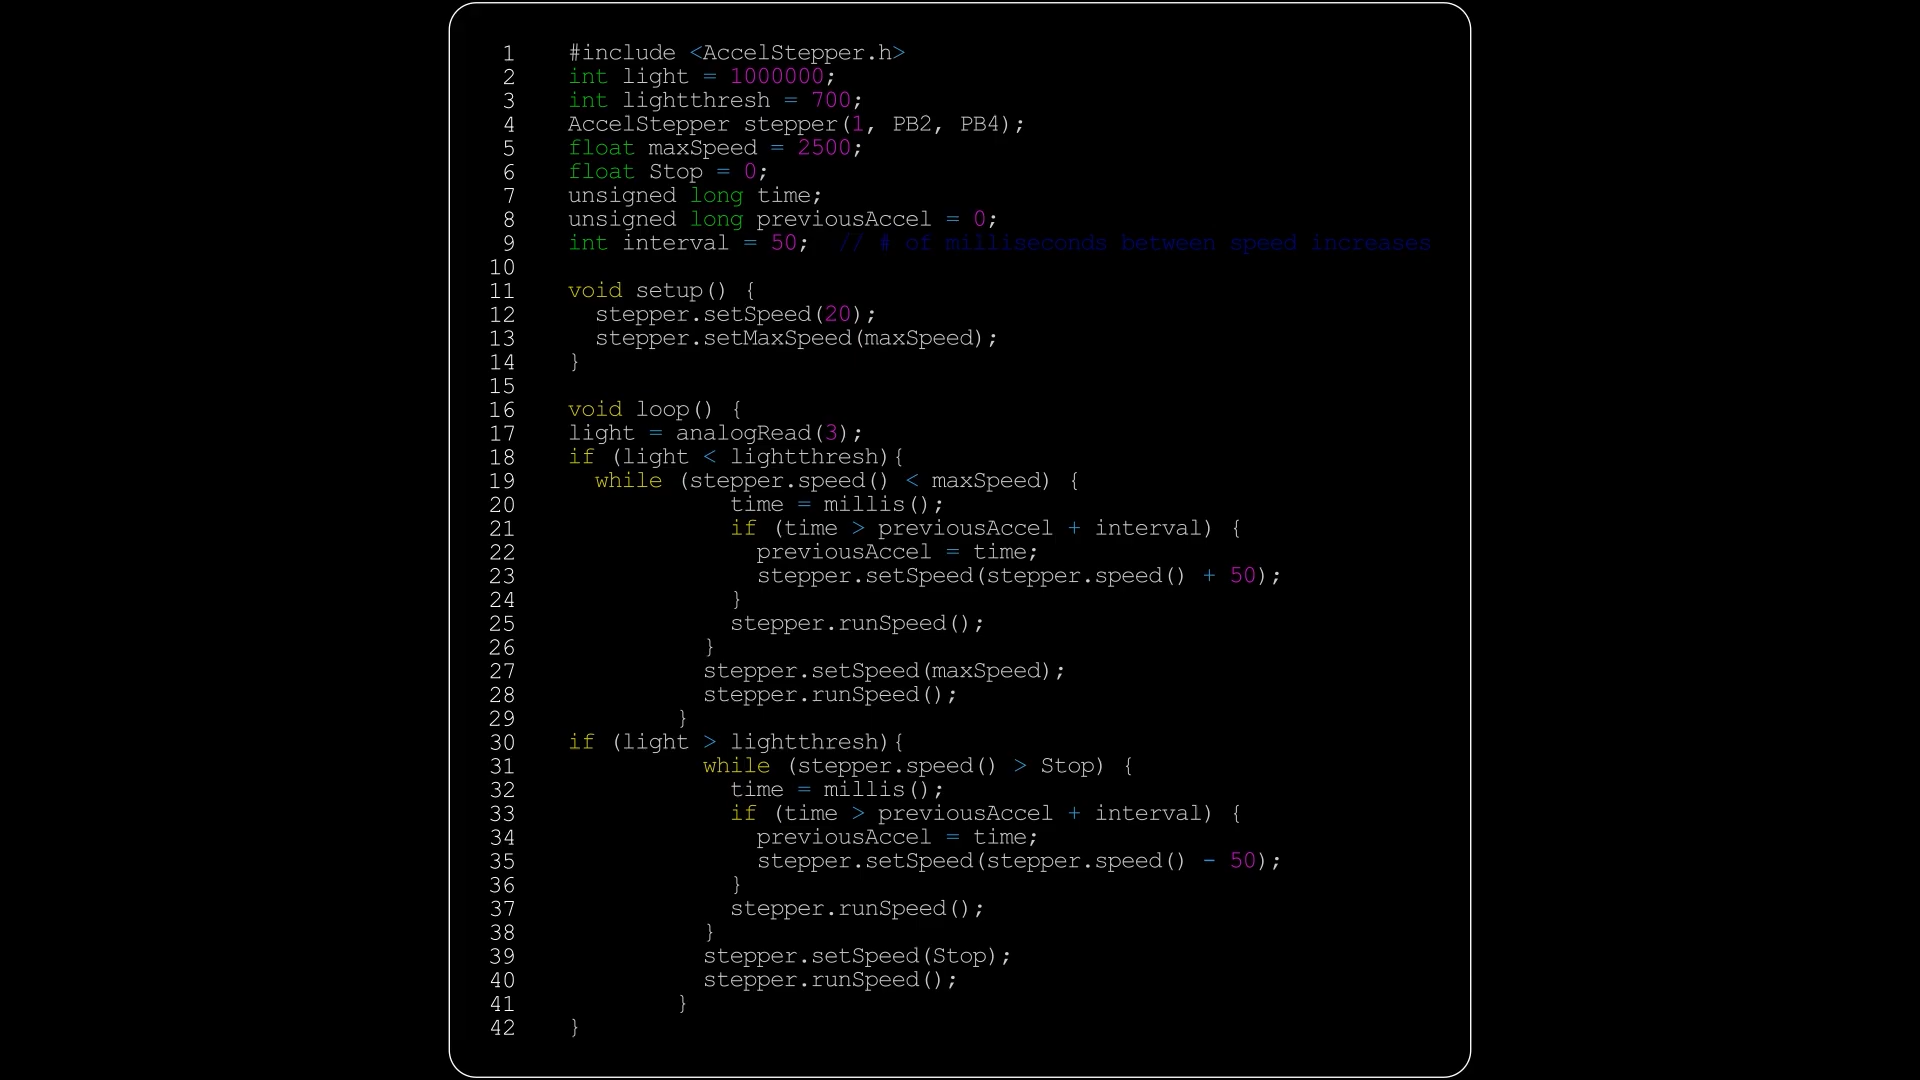 1 #include <AccelStepper.h>
2 int light = 1000000;
3 int lightthresh = 700;
4 AccelStepper stepper(1, PB2, PB4);
5 float maxSpeed = 2500;
6 float Stop = 0;
7 unsigned long time;
8 unsigned long previousAccel = 0;
9 int interval = 50;  // # of milliseconds between speed increases
10
11 void setup() {
12   stepper.setSpeed(20);
13   stepper.setMaxSpeed(maxSpeed);
14 }
15
16 void loop() {
17 light = analogRead(3);
18 if (light < lightthresh){
19   while (stepper.speed() < maxSpeed) {
20             time = millis();
21             if (time > previousAccel + interval) {
22               previousAccel = time;
23               stepper.setSpeed(stepper.speed() + 50);
24             }
25             stepper.runSpeed();
26           }
27           stepper.setSpeed(maxSpeed);
28           stepper.runSpeed();
29         }
30 if (light > lightthresh){
31           while (stepper.speed() > Stop) {
32             time = millis();
33             if (time > previousAccel + interval) {
34               previousAccel = time;
35               stepper.setSpeed(stepper.speed() - 50);
36             }
37             stepper.runSpeed();
38           }
39           stepper.setSpeed(Stop);
40           stepper.runSpeed();
41         }
42 }